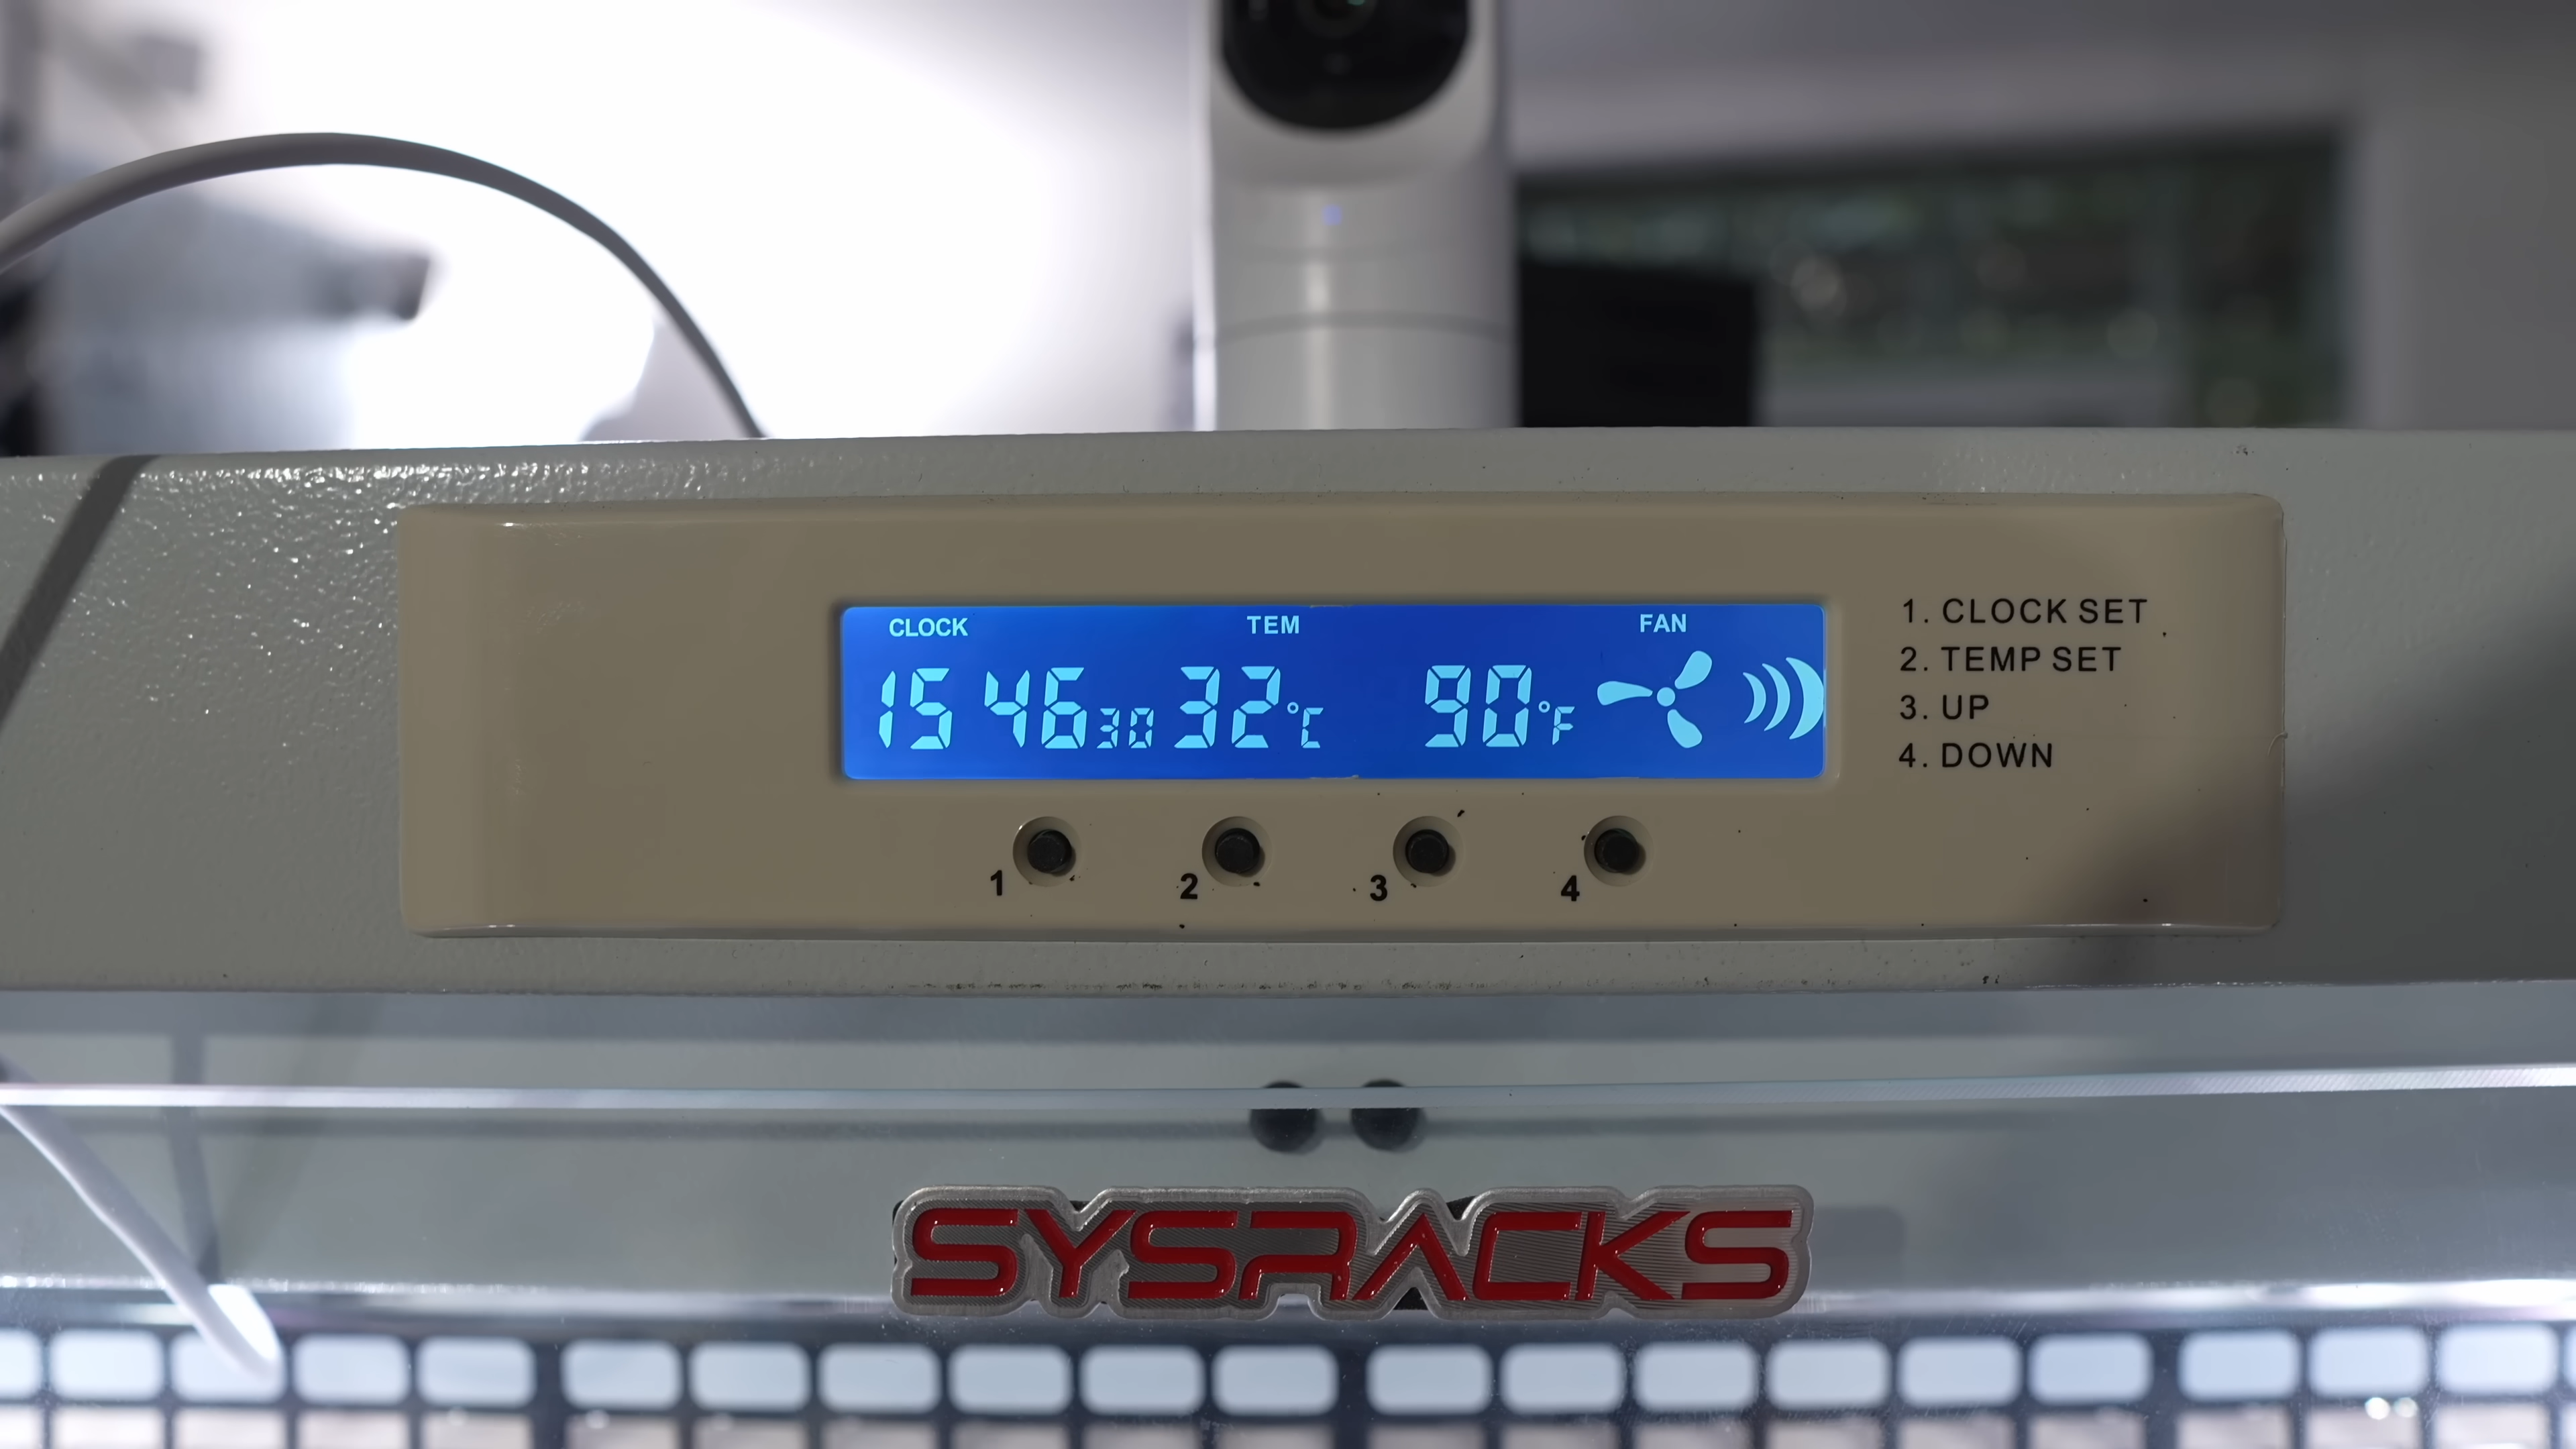 CLOCK TEM FAN
15 46 30 32°C 90°F
1. CLOCK SET
2. TEMP SET
3. UP
4. DOWN
1 2 3 4
SYSRACKS